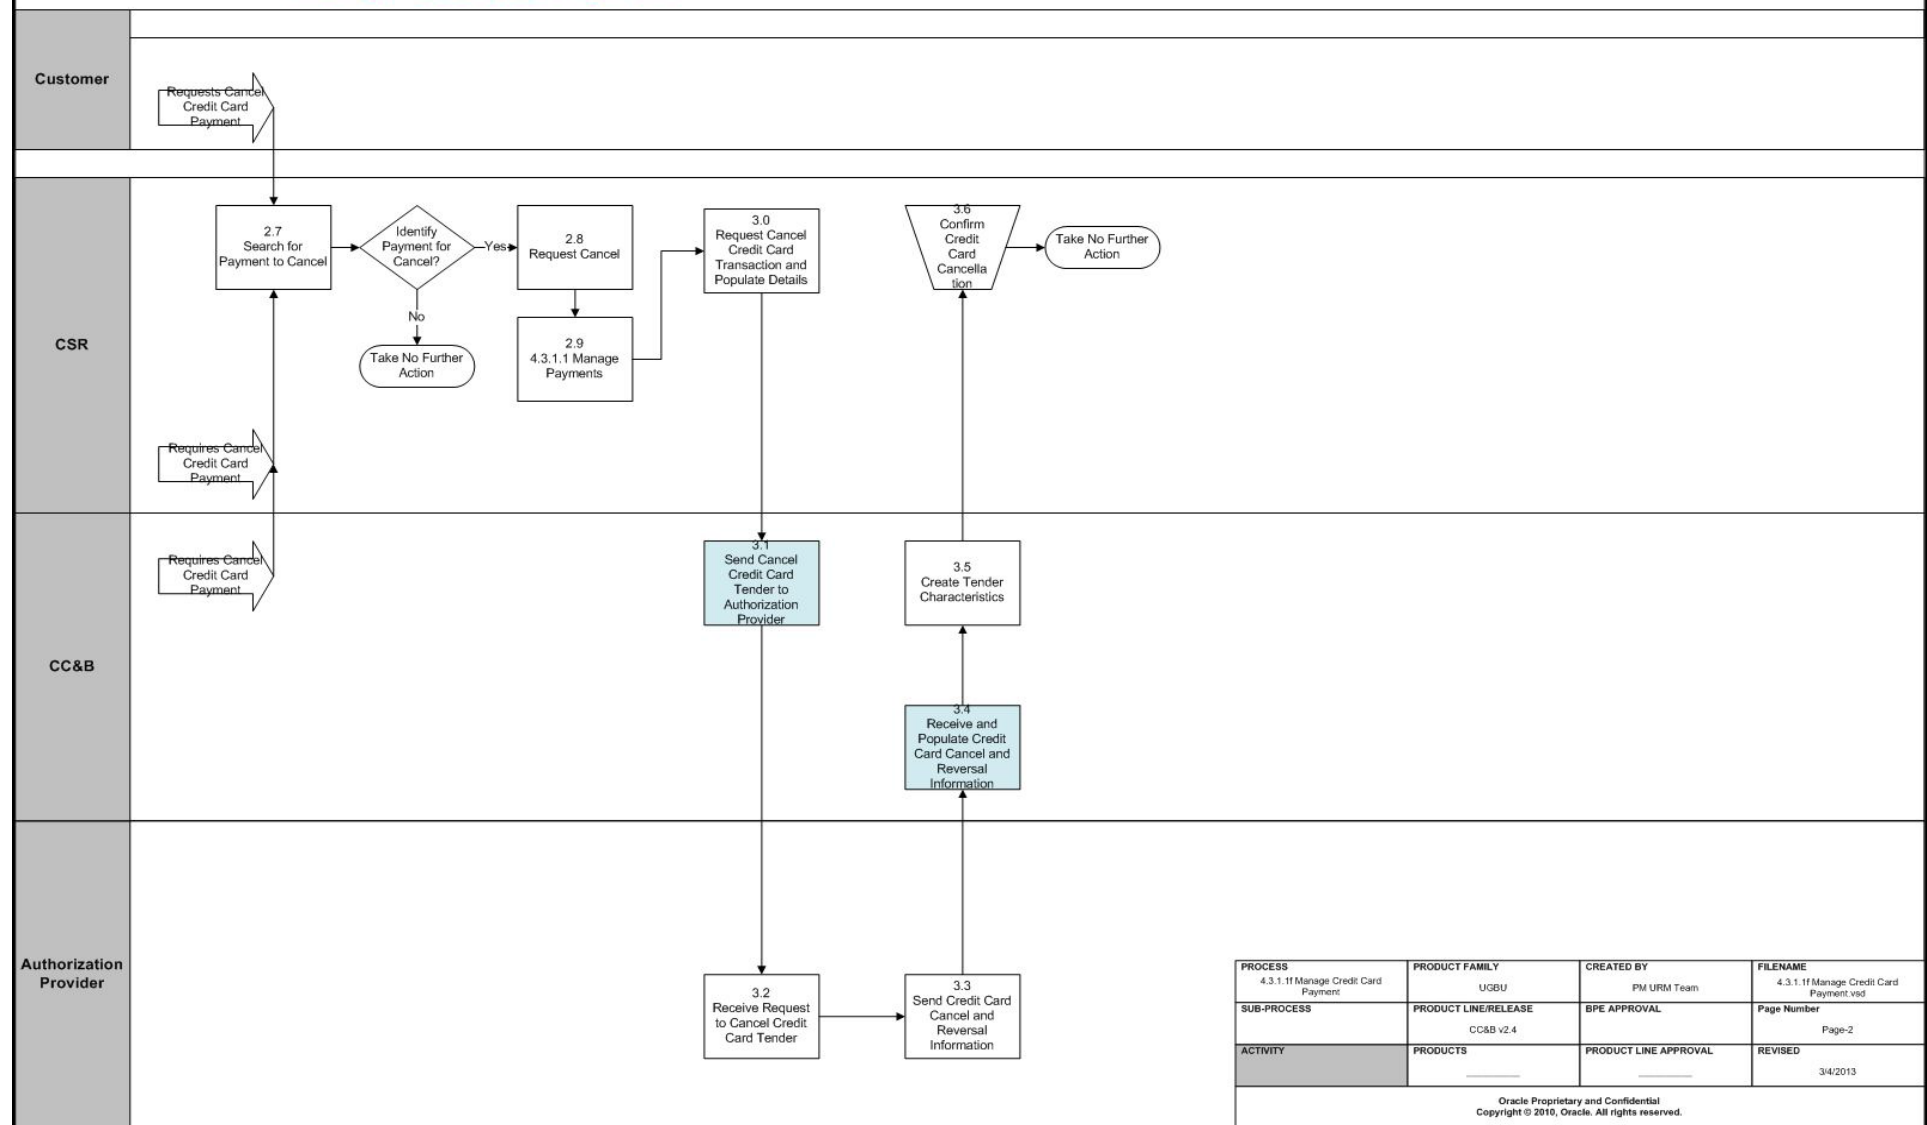 Customer
Requests Cancel
Credit Card
Payment
CSR
2.7
Search for
Payment to Cancel
Identify
Payment for
Cancel?
Yes
No
Take No Further
Action
2.8
Request Cancel
2.9
4.3.1.1 Manage
Payments
3.0
Request Cancel
Credit Card
Transaction and
Populate Details
3.6
Confirm
Credit
Card
Cancella
tion
Take No Further
Action
Requires Cancel
Credit Card
Payment
CC&B
Requires Cancel
Credit Card
Payment
3.1
Send Cancel
Credit Card
Tender to
Authorization
Provider
3.5
Create Tender
Characteristics
3.4
Receive and
Populate Credit
Card Cancel and
Reversal
Information
Authorization
Provider
3.2
Receive Request
to Cancel Credit
Card Tender
3.3
Send Credit Card
Cancel and
Reversal
Information
PROCESS
4.3.1.1f Manage Credit Card
Payment
PRODUCT FAMILY
UGBU
CREATED BY
PM URM Team
FILENAME
4.3.1.1f Manage Credit Card
Payment.vsd
SUB-PROCESS
PRODUCT LINE/RELEASE
CC&B v2.4
BPE APPROVAL
Page Number
Page-2
ACTIVITY
PRODUCTS
PRODUCT LINE APPROVAL
REVISED
3/4/2013
Oracle Proprietary and Confidential
Copyright © 2010, Oracle. All rights reserved.